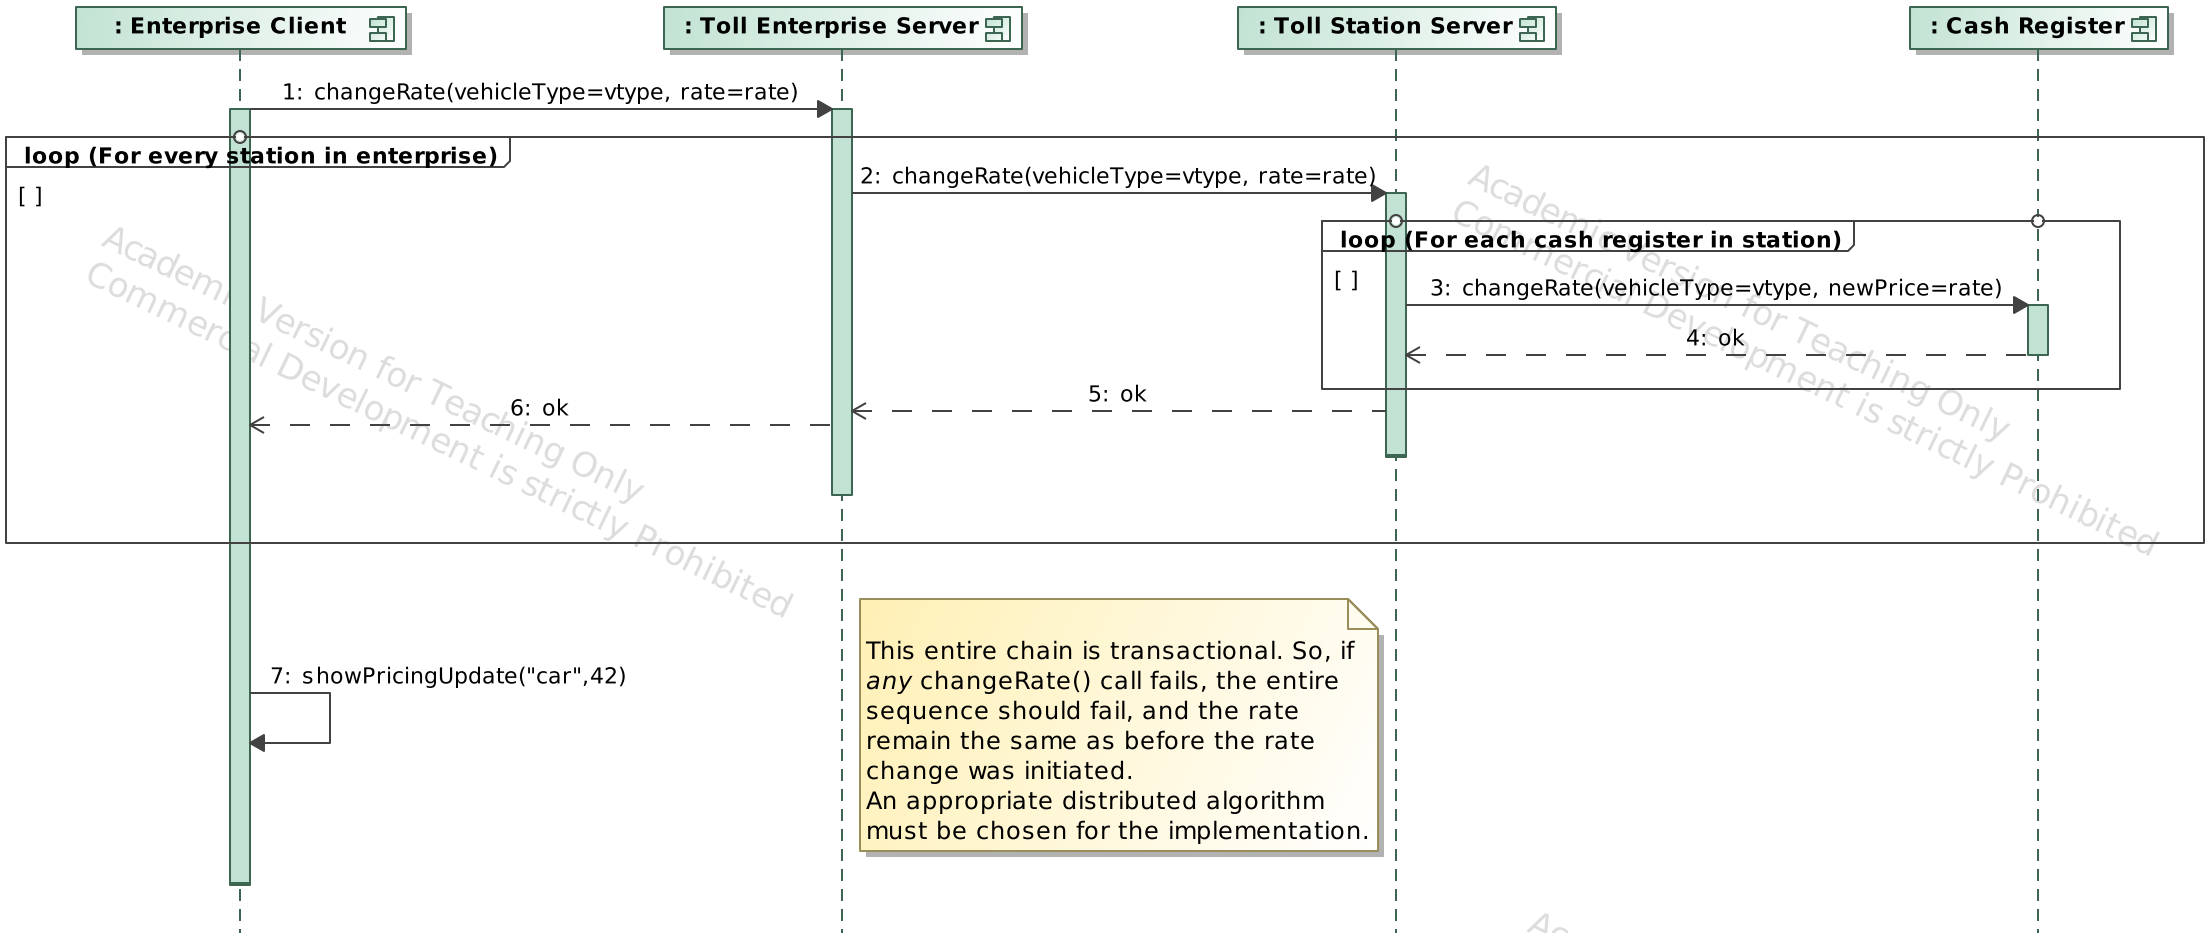 : Enterprise Client
: Toll Enterprise Server
: Toll Station Server
: Cash Register
1: changeRate(vehicleType=vtype, rate=rate)
loop (For every station in enterprise)
[ ]
2: changeRate(vehicleType=vtype, rate=rate)
loop (For each cash register in station)
[ ]
3: changeRate(vehicleType=vtype, newPrice=rate)
4: ok
5: ok
6: ok
7: showPricingUpdate("car",42)
This entire chain is transactional. So, if
any changeRate() call fails, the entire
sequence should fail, and the rate
remain the same as before the rate
change was initiated.
An appropriate distributed algorithm
must be chosen for the implementation.
Academic Version for Teaching Only
Commercial Development is strictly Prohibited
Academic Version for Teaching Only
Commercial Development is strictly Prohibited